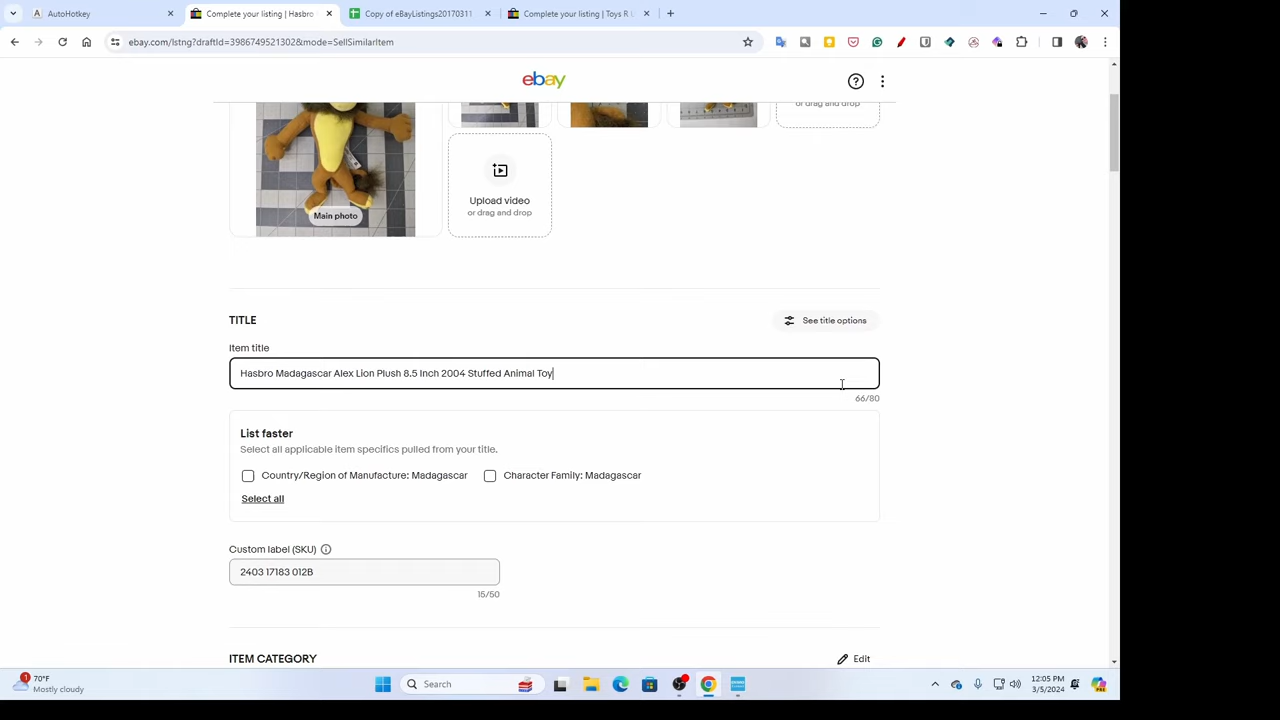 AutoHotkey
Complete your listing | Hasbro
Copy of eBayListings20170311
Complete your listing | Toys R U
ebay.com/lstng?draftId=3986749521302&mode=SellSimilarItem
ebay
or drag and drop
Upload video
or drag and drop
Main photo
TITLE
See title options
Item title
Hasbro Madagascar Alex Lion Plush 8.5 Inch 2004 Stuffed Animal Toy
66/80
List faster
Select all applicable item specifics pulled from your title.
Country/Region of Manufacture: Madagascar
Character Family: Madagascar
Select all
Custom label (SKU)
2403 17183 012B
15/50
ITEM CATEGORY
Edit
1
70°F
Mostly cloudy
Search
12:05 PM
3/5/2024